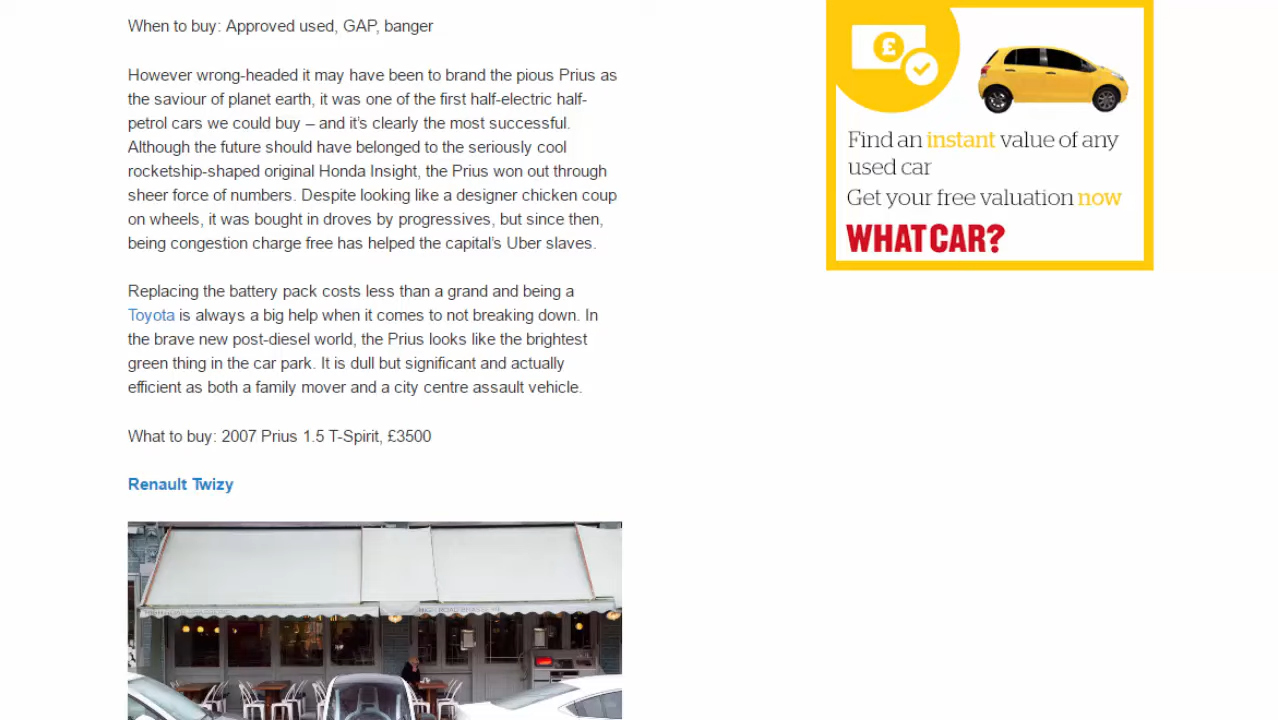 When to buy: Approved used, GAP, banger
However wrong-headed it may have been to brand the pious Prius as
the saviour of planet earth, it was one of the first half-electric half-
petrol cars we could buy – and it's clearly the most successful.
Although the future should have belonged to the seriously cool
rocketship-shaped original Honda Insight, the Prius won out through
sheer force of numbers. Despite looking like a designer chicken coup
on wheels, it was bought in droves by progressives, but since then,
being congestion charge free has helped the capital's Uber slaves.
Replacing the battery pack costs less than a grand and being a
Toyota is always a big help when it comes to not breaking down. In
the brave new post-diesel world, the Prius looks like the brightest
green thing in the car park. It is dull but significant and actually
efficient as both a family mover and a city centre assault vehicle.
What to buy: 2007 Prius 1.5 T-Spirit, £3500
Renault Twizy
£
Find an instant value of any
used car
Get your free valuation now
WHAT CAR?